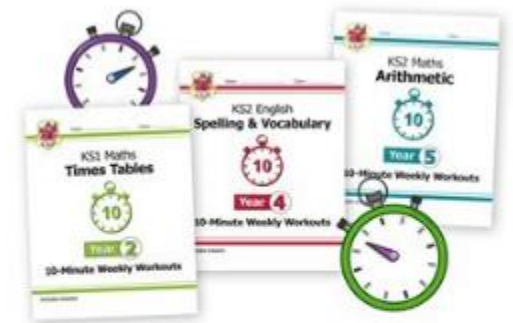 KS1 Maths
Times Tables
10
Year 2
10-Minute Weekly Workouts
KS2 English
Spelling & Vocabulary
10
Year 4
10-Minute Weekly Workouts
KS2 Maths
Arithmetic
10
Year 5
10-Minute Weekly Workouts